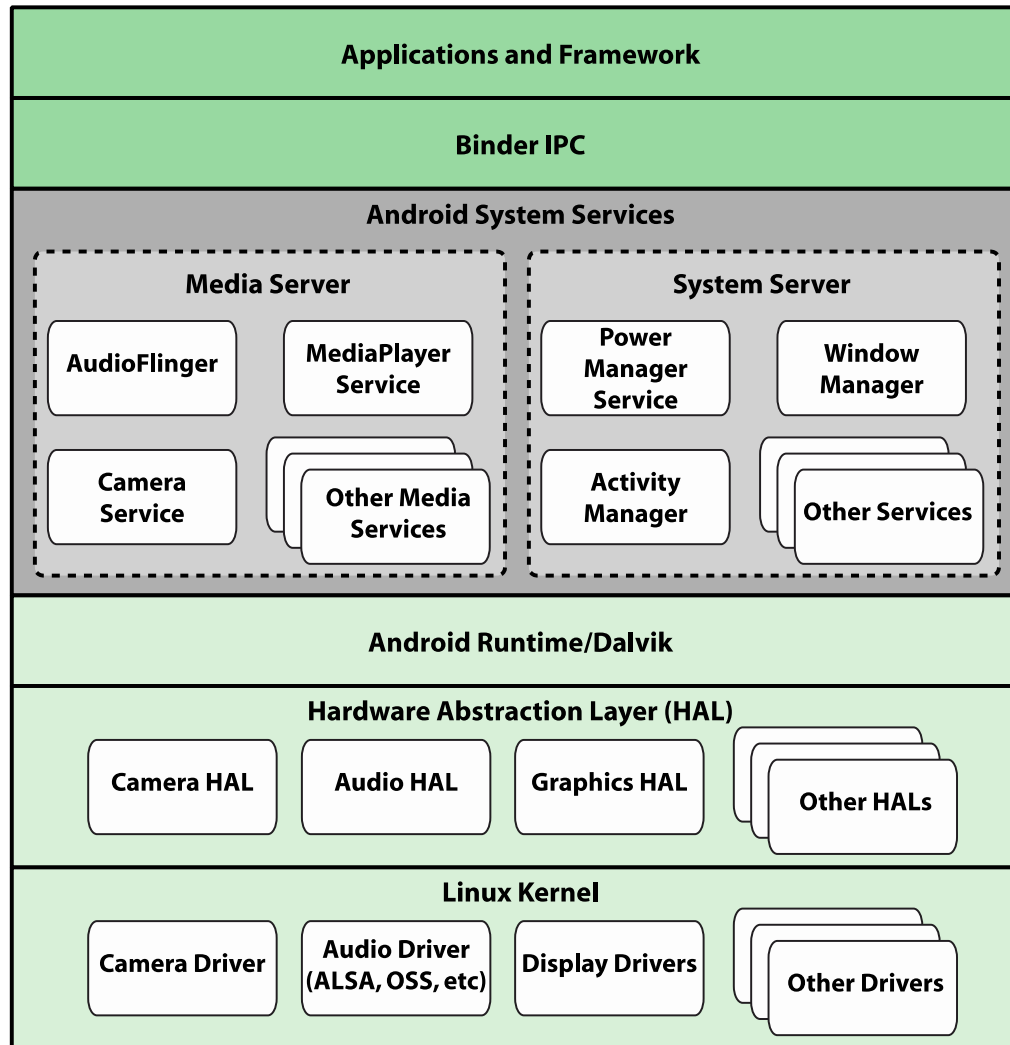 Applications and Framework
Binder IPC
Android System Services
Media Server
AudioFlinger
MediaPlayer
Service
Camera
Service
Other Media
Services
System Server
Power
Manager
Service
Window
Manager
Activity
Manager
Other Services
Android Runtime/Dalvik
Hardware Abstraction Layer (HAL)
Camera HAL
Audio HAL
Graphics HAL
Other HALs
Linux Kernel
Camera Driver
Audio Driver
(ALSA, OSS, etc)
Display Drivers
Other Drivers